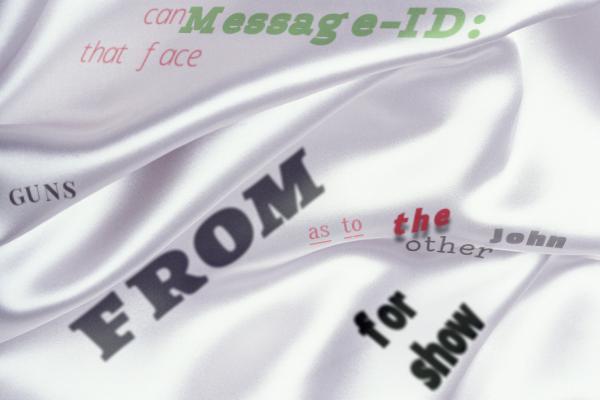 can
Message-ID:
that face
GUNS
FROM
as to
the
other
John
for
show